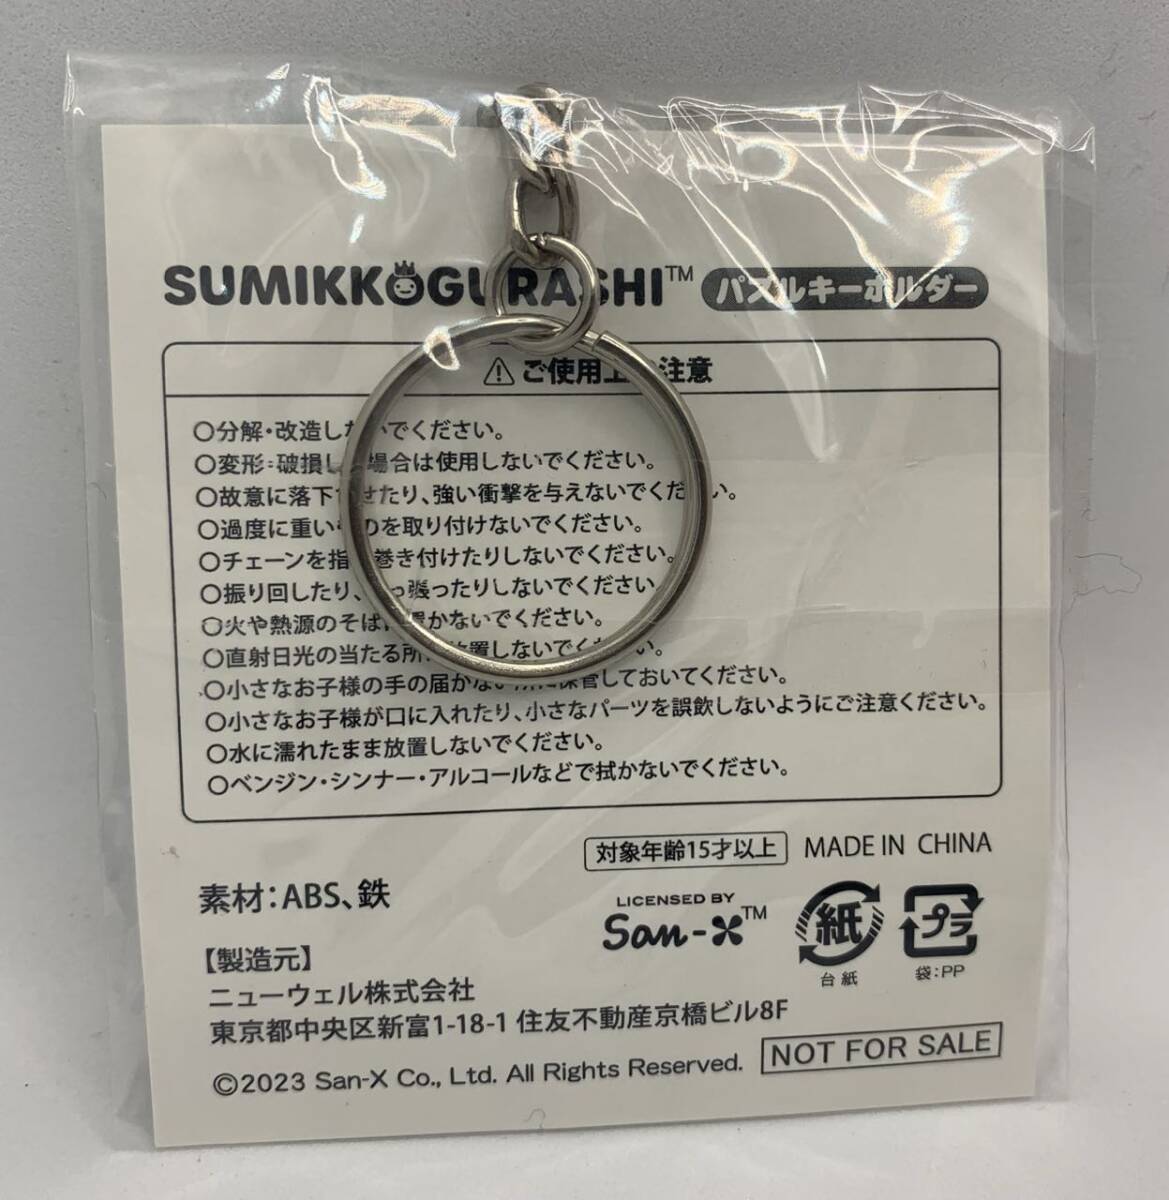 SUMIKKOGURASHI™ パズルキーホルダー
⚠ご使用上の注意
○分解・改造しないでください。
○変形・破損した場合は使用しないでください。
○故意に落下させたり、強い衝撃を与えないでください。
○過度に重いものを取り付けないでください。
○チェーンを指に巻き付けたりしないでください。
○振り回したり、引っ張ったりしないでください。
○火や熱源のそばに置かないでください。
○直射日光の当たる所に放置しないでください。
○小さなお子様の手の届かない所に保管しておいてください。
○小さなお子様が口に入れたり、小さなパーツを誤飲しないようにご注意ください。
○水に濡れたまま放置しないでください。
○ベンジン・シンナー・アルコールなどで拭かないでください。
対象年齢15才以上 MADE IN CHINA
素材：ABS、鉄
LICENSED BY
San-X™
紙
台紙
プラ
袋：PP
【製造元】
ニューウェル株式会社
東京都中央区新富1-18-1 住友不動産京橋ビル8F
©2023 San-X Co., Ltd. All Rights Reserved.
NOT FOR SALE